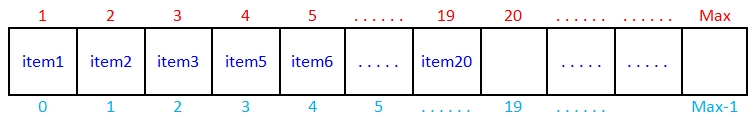 1 2 3 4 5 ...... 19 20 ...... ...... Max
item1 item2 item3 item5 item6 ..... item20 ..... .....
0 1 2 3 4 5 ...... 19 ...... Max-1